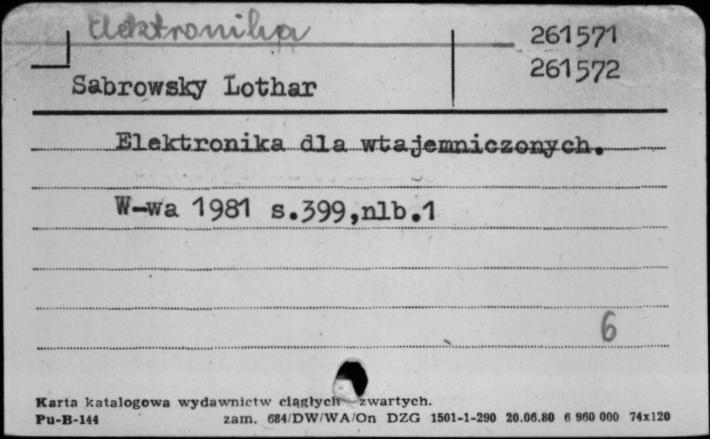 Elektronika
261571
261572
Sabrowsky Lothar
Elektronika dla wtajemniczonych.
W-wa 1981 s.399,nlb.1
6
Karta katalogowa wydawnictw ciągłych zwartych.
Pu-B-144 zam. 684/DW/WA/On DZG 1501-1-290 20.06.80 6 960 000 74x120